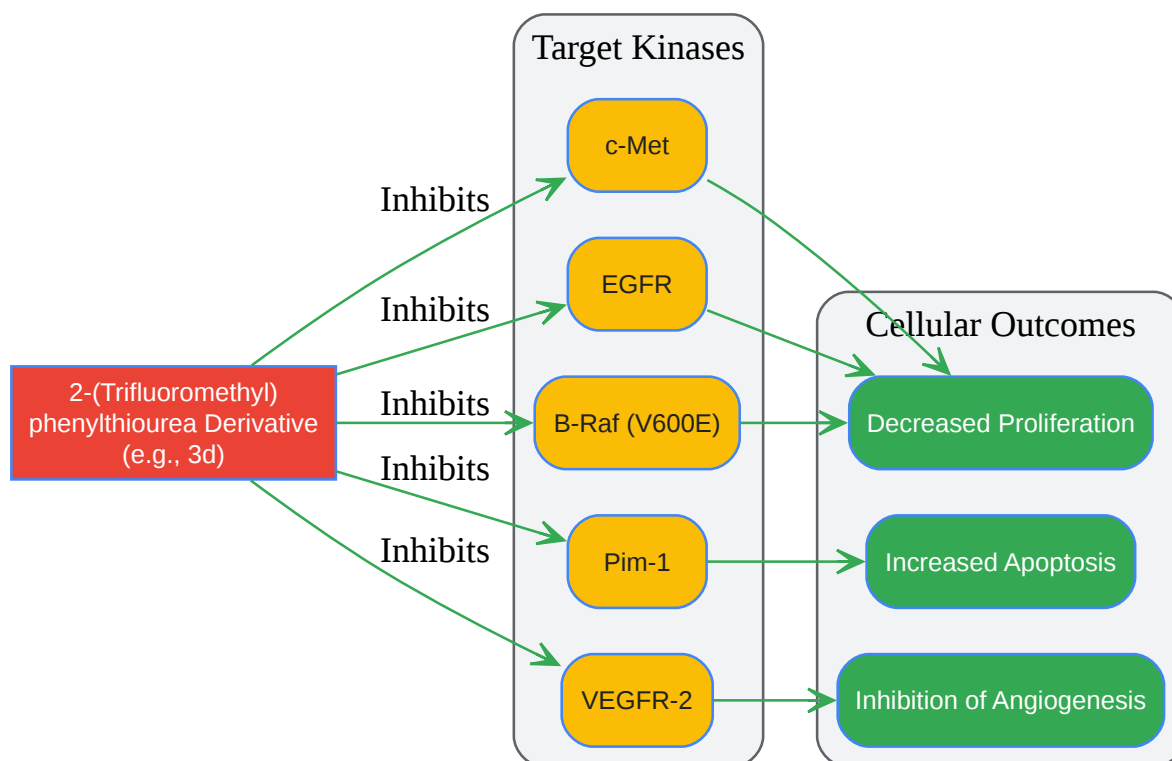 Target Kinases
c-Met
Inhibits
EGFR
Inhibits
Cellular Outcomes
2-(Trifluoromethyl)
phenylthiourea Derivative
(e.g., 3d)
Inhibits
B-Raf (V600E)
Decreased Proliferation
Inhibits
Pim-1
Increased Apoptosis
Inhibits
VEGFR-2
Inhibition of Angiogenesis